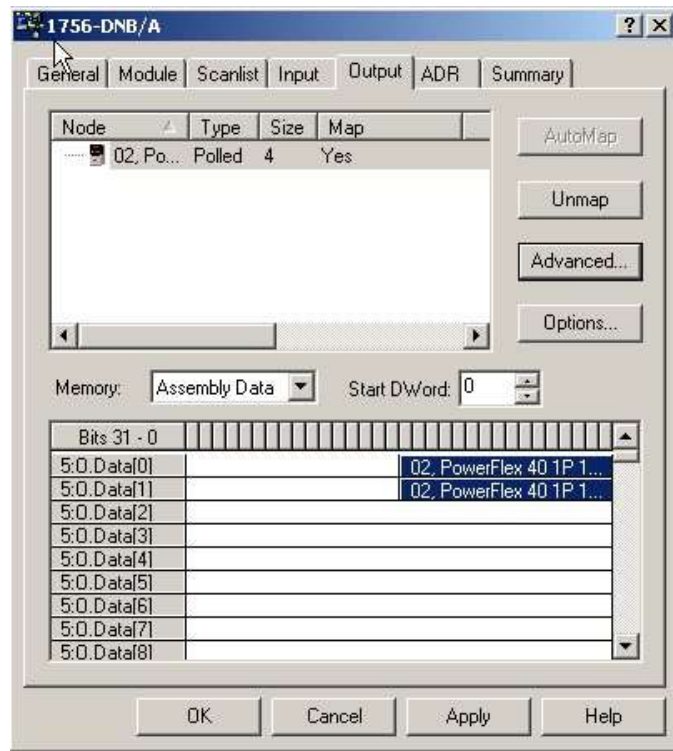 1756-DNB/A
General Module Scanlist Input Output ADR Summary
Node Type Size Map
02, Po... Polled 4 Yes
AutoMap
Unmap
Advanced...
Options...
Memory: Assembly Data Start DWord: 0
Bits 31 - 0
5:O.Data[0] 02, PowerFlex 40 1P 1...
5:O.Data[1] 02, PowerFlex 40 1P 1...
5:O.Data[2]
5:O.Data[3]
5:O.Data[4]
5:O.Data[5]
5:O.Data[6]
5:O.Data[7]
5:O.Data[8]
OK Cancel Apply Help